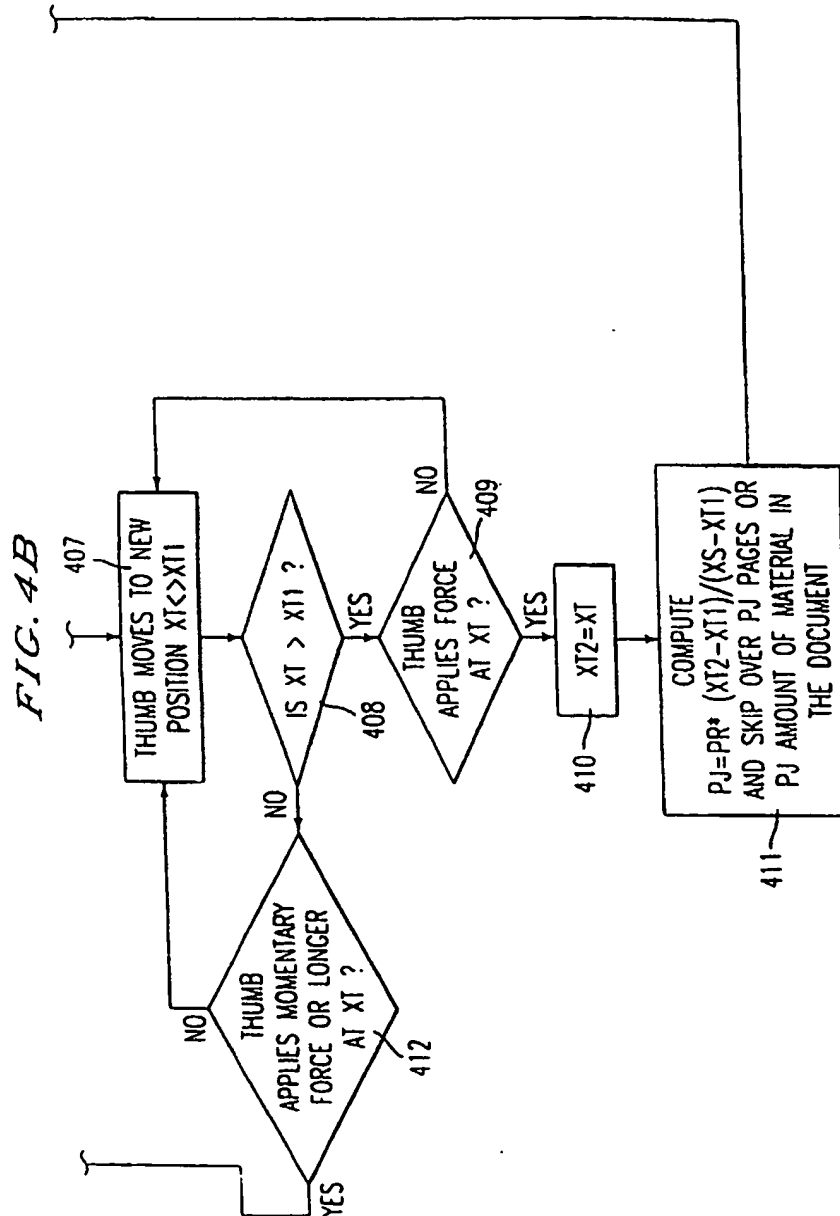 FIG. 4B
407
THUMB MOVES TO NEW
POSITION XT<>XT1
IS XT > XT1 ?
408
NO
YES
THUMB
APPLIES MOMENTARY
FORCE OR LONGER
AT XT ?
412
NO
YES
THUMB
APPLIES FORCE
AT XT ?
409
NO
YES
XT2=XT
410
COMPUTE
PJ=PR* (XT2-XT1)/(XS-XT1)
AND SKIP OVER PJ PAGES OR
PJ AMOUNT OF MATERIAL IN
THE DOCUMENT
411